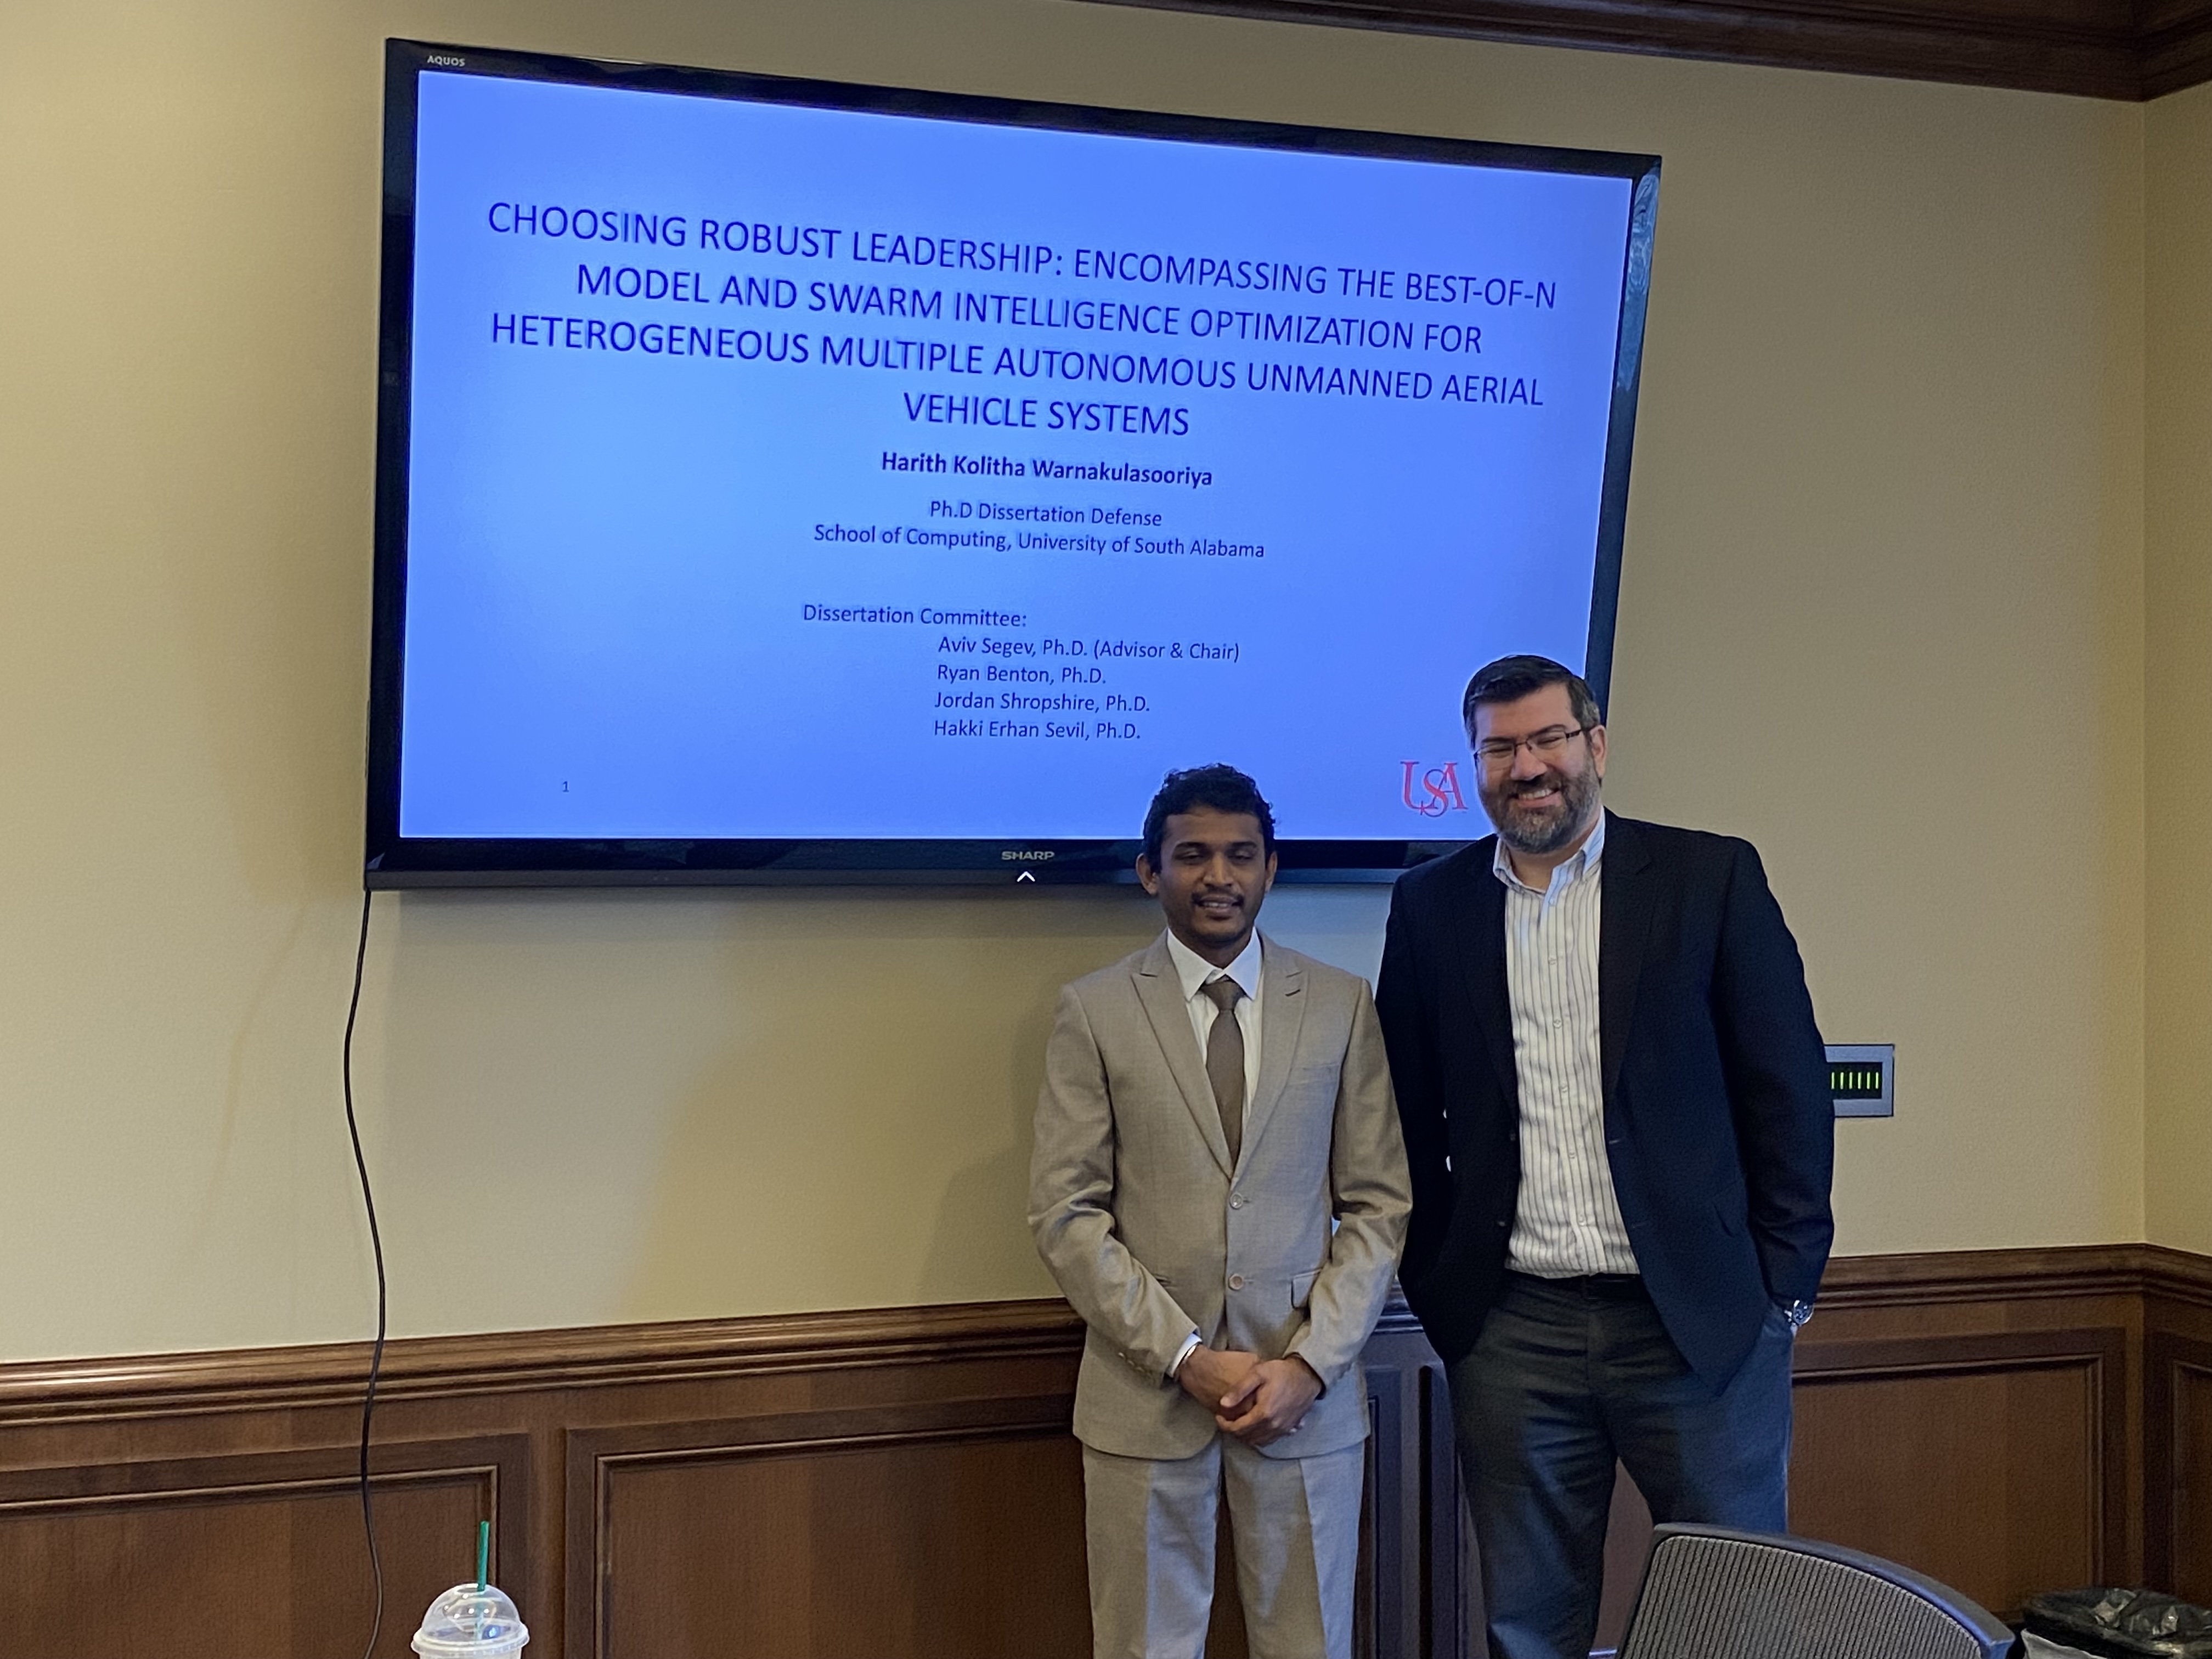 AQUOS
CHOOSING ROBUST LEADERSHIP: ENCOMPASSING THE BEST-OF-N
MODEL AND SWARM INTELLIGENCE OPTIMIZATION FOR
HETEROGENEOUS MULTIPLE AUTONOMOUS UNMANNED AERIAL
VEHICLE SYSTEMS
Harith Kolitha Warnakulasooriya
Ph.D Dissertation Defense
School of Computing, University of South Alabama
Dissertation Committee:
Aviv Segev, Ph.D. (Advisor & Chair)
Ryan Benton, Ph.D.
Jordan Shropshire, Ph.D.
Hakki Erhan Sevil, Ph.D.
1
USA
SHARP